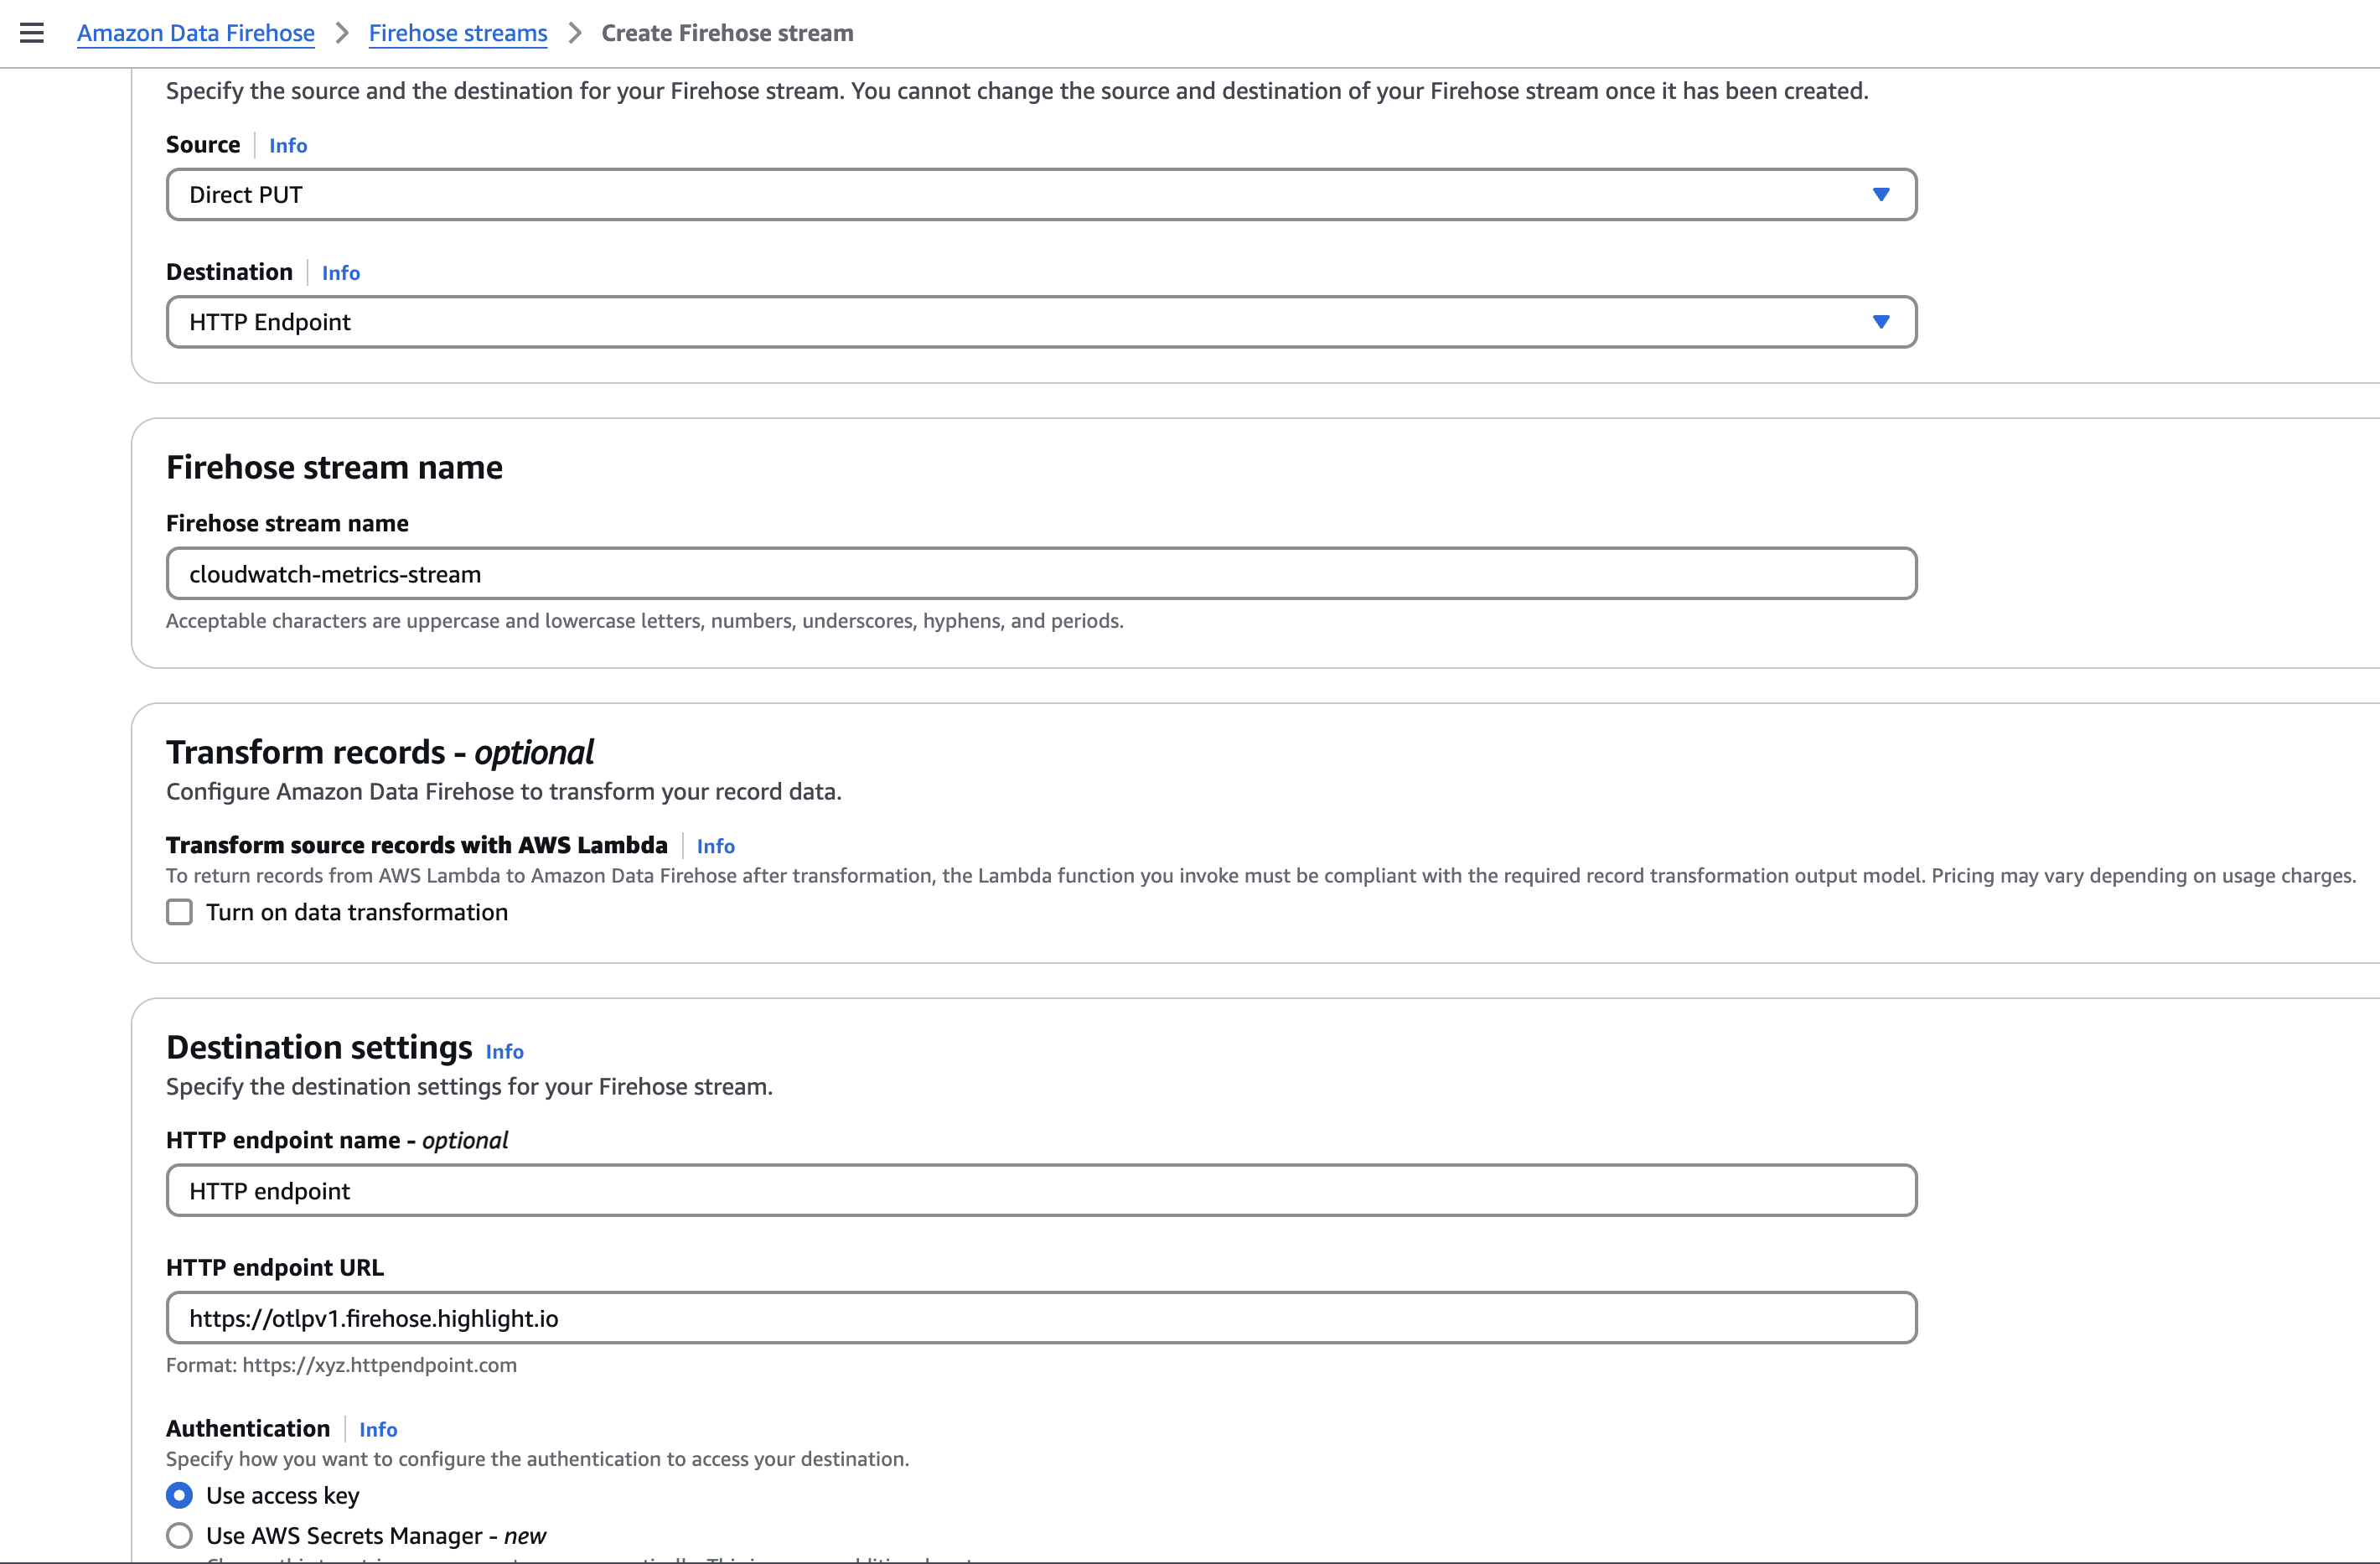 Amazon Data Firehose > Firehose streams > Create Firehose stream
Specify the source and the destination for your Firehose stream. You cannot change the source and destination of your Firehose stream once it has been created.
Source | Info
Direct PUT
Destination | Info
HTTP Endpoint
Firehose stream name
Firehose stream name
cloudwatch-metrics-stream
Acceptable characters are uppercase and lowercase letters, numbers, underscores, hyphens, and periods.
Transform records - optional
Configure Amazon Data Firehose to transform your record data.
Transform source records with AWS Lambda | Info
To return records from AWS Lambda to Amazon Data Firehose after transformation, the Lambda function you invoke must be compliant with the required record transformation output model. Pricing may vary depending on usage charges.
Turn on data transformation
Destination settings Info
Specify the destination settings for your Firehose stream.
HTTP endpoint name - optional
HTTP endpoint
HTTP endpoint URL
https://otlpv1.firehose.highlight.io
Format: https://xyz.httpendpoint.com
Authentication | Info
Specify how you want to configure the authentication to access your destination.
Use access key
Use AWS Secrets Manager - new